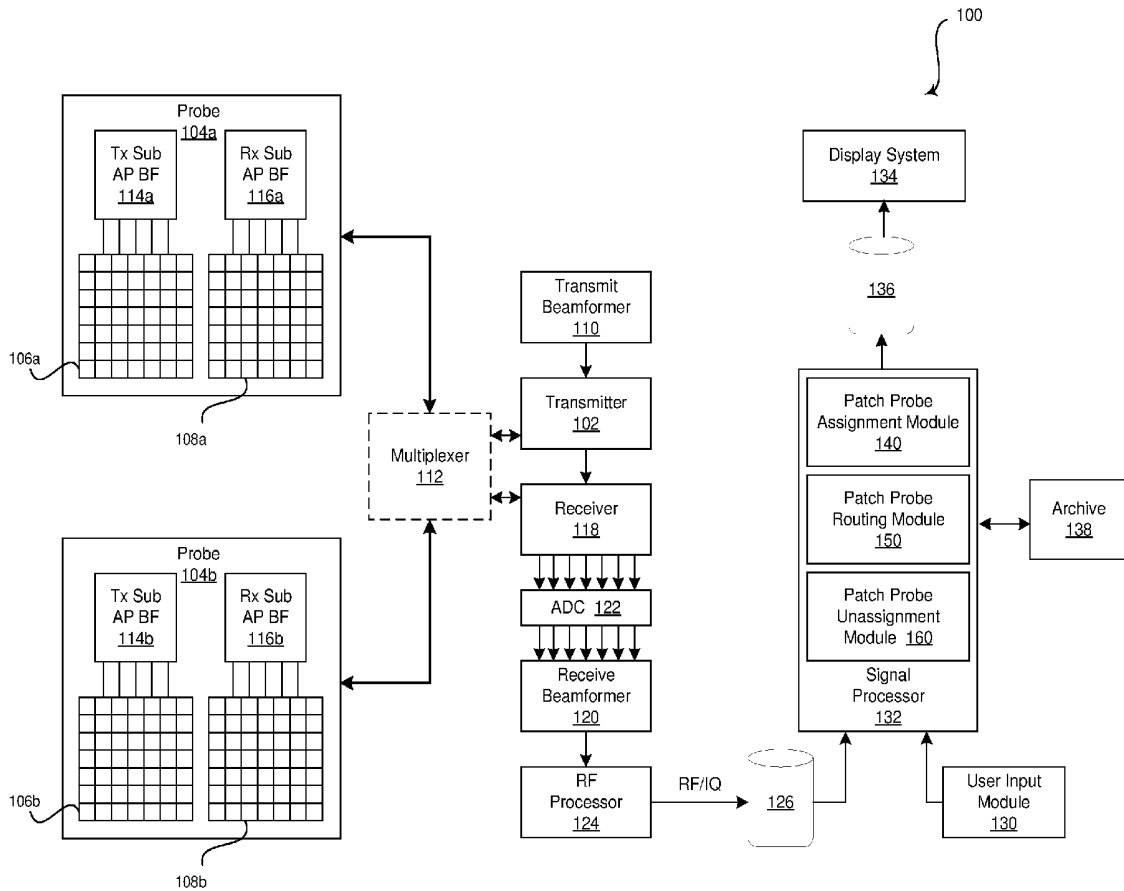 100
Probe
104a
Tx Sub
AP BF
114a
Rx Sub
AP BF
116a
106a
108a
Probe
104b
Tx Sub
AP BF
114b
Rx Sub
AP BF
116b
106b
108b
Multiplexer
112
Transmit
Beamformer
110
Transmitter
102
Receiver
118
ADC 122
Receive
Beamformer
120
RF
Processor
124
RF/IQ
126
Display System
134
136
Patch Probe
Assignment Module
140
Patch Probe
Routing Module
150
Patch Probe
Unassignment
Module 160
Signal
Processor
132
Archive
138
User Input
Module
130